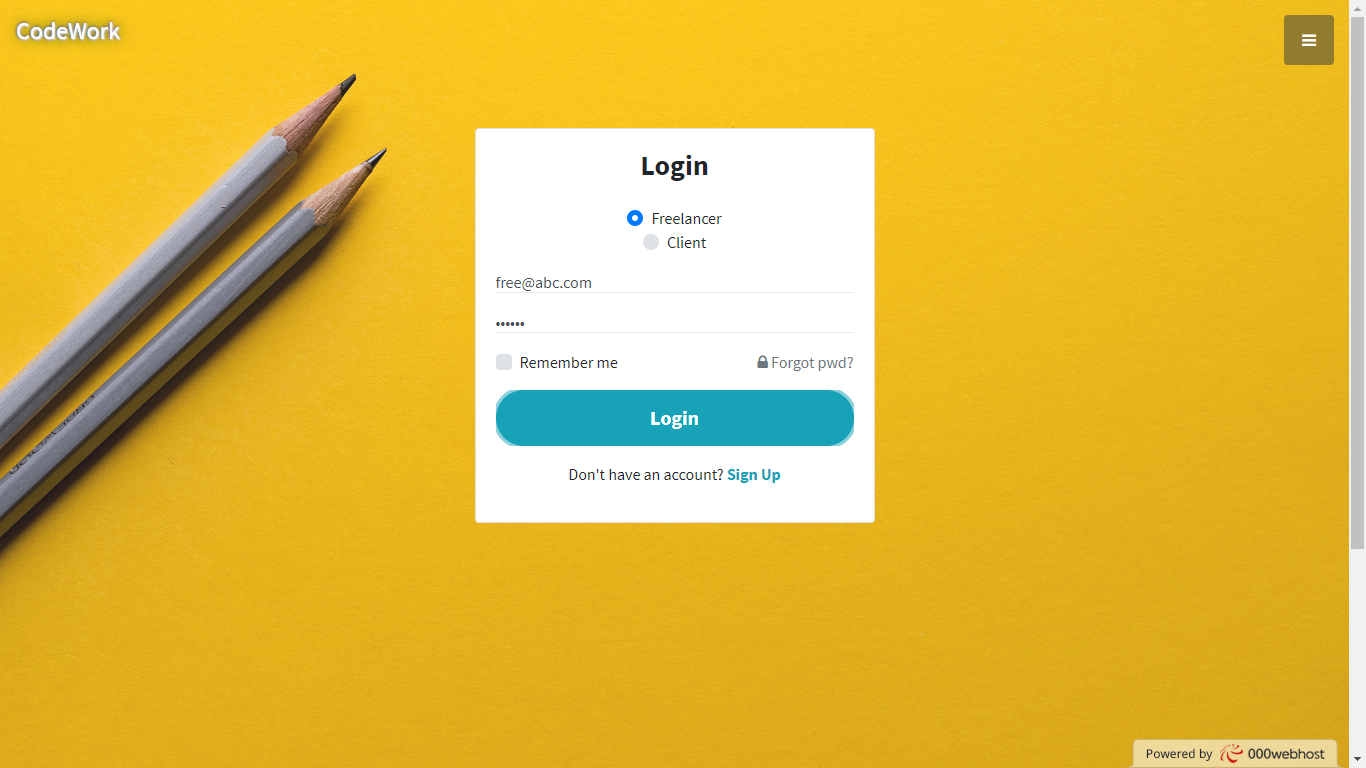 CodeWork
Login
Freelancer
Client
free@abc.com
••••••
Remember me
Forgot pwd?
Login
Don't have an account? Sign Up
Powered by 000webhost